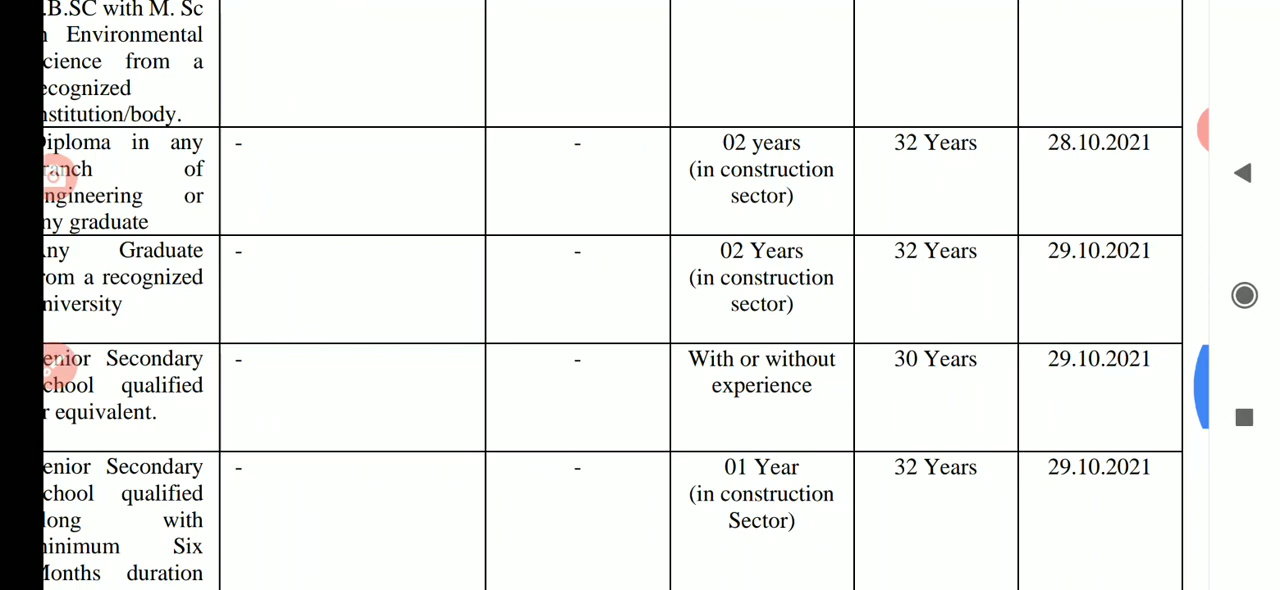 .B.SC with M. Sc
Environmental
cience from a
ecognized
nstitution/body.
iploma in any
ranch of
ngineering or
ny graduate
-
-
02 years
(in construction
sector)
32 Years
28.10.2021
ny Graduate
om a recognized
niversity
-
-
02 Years
(in construction
sector)
32 Years
29.10.2021
enior Secondary
chool qualified
r equivalent.
-
-
With or without
experience
30 Years
29.10.2021
enior Secondary
chool qualified
long with
inimum Six
onths duration
-
-
01 Year
(in construction
Sector)
32 Years
29.10.2021